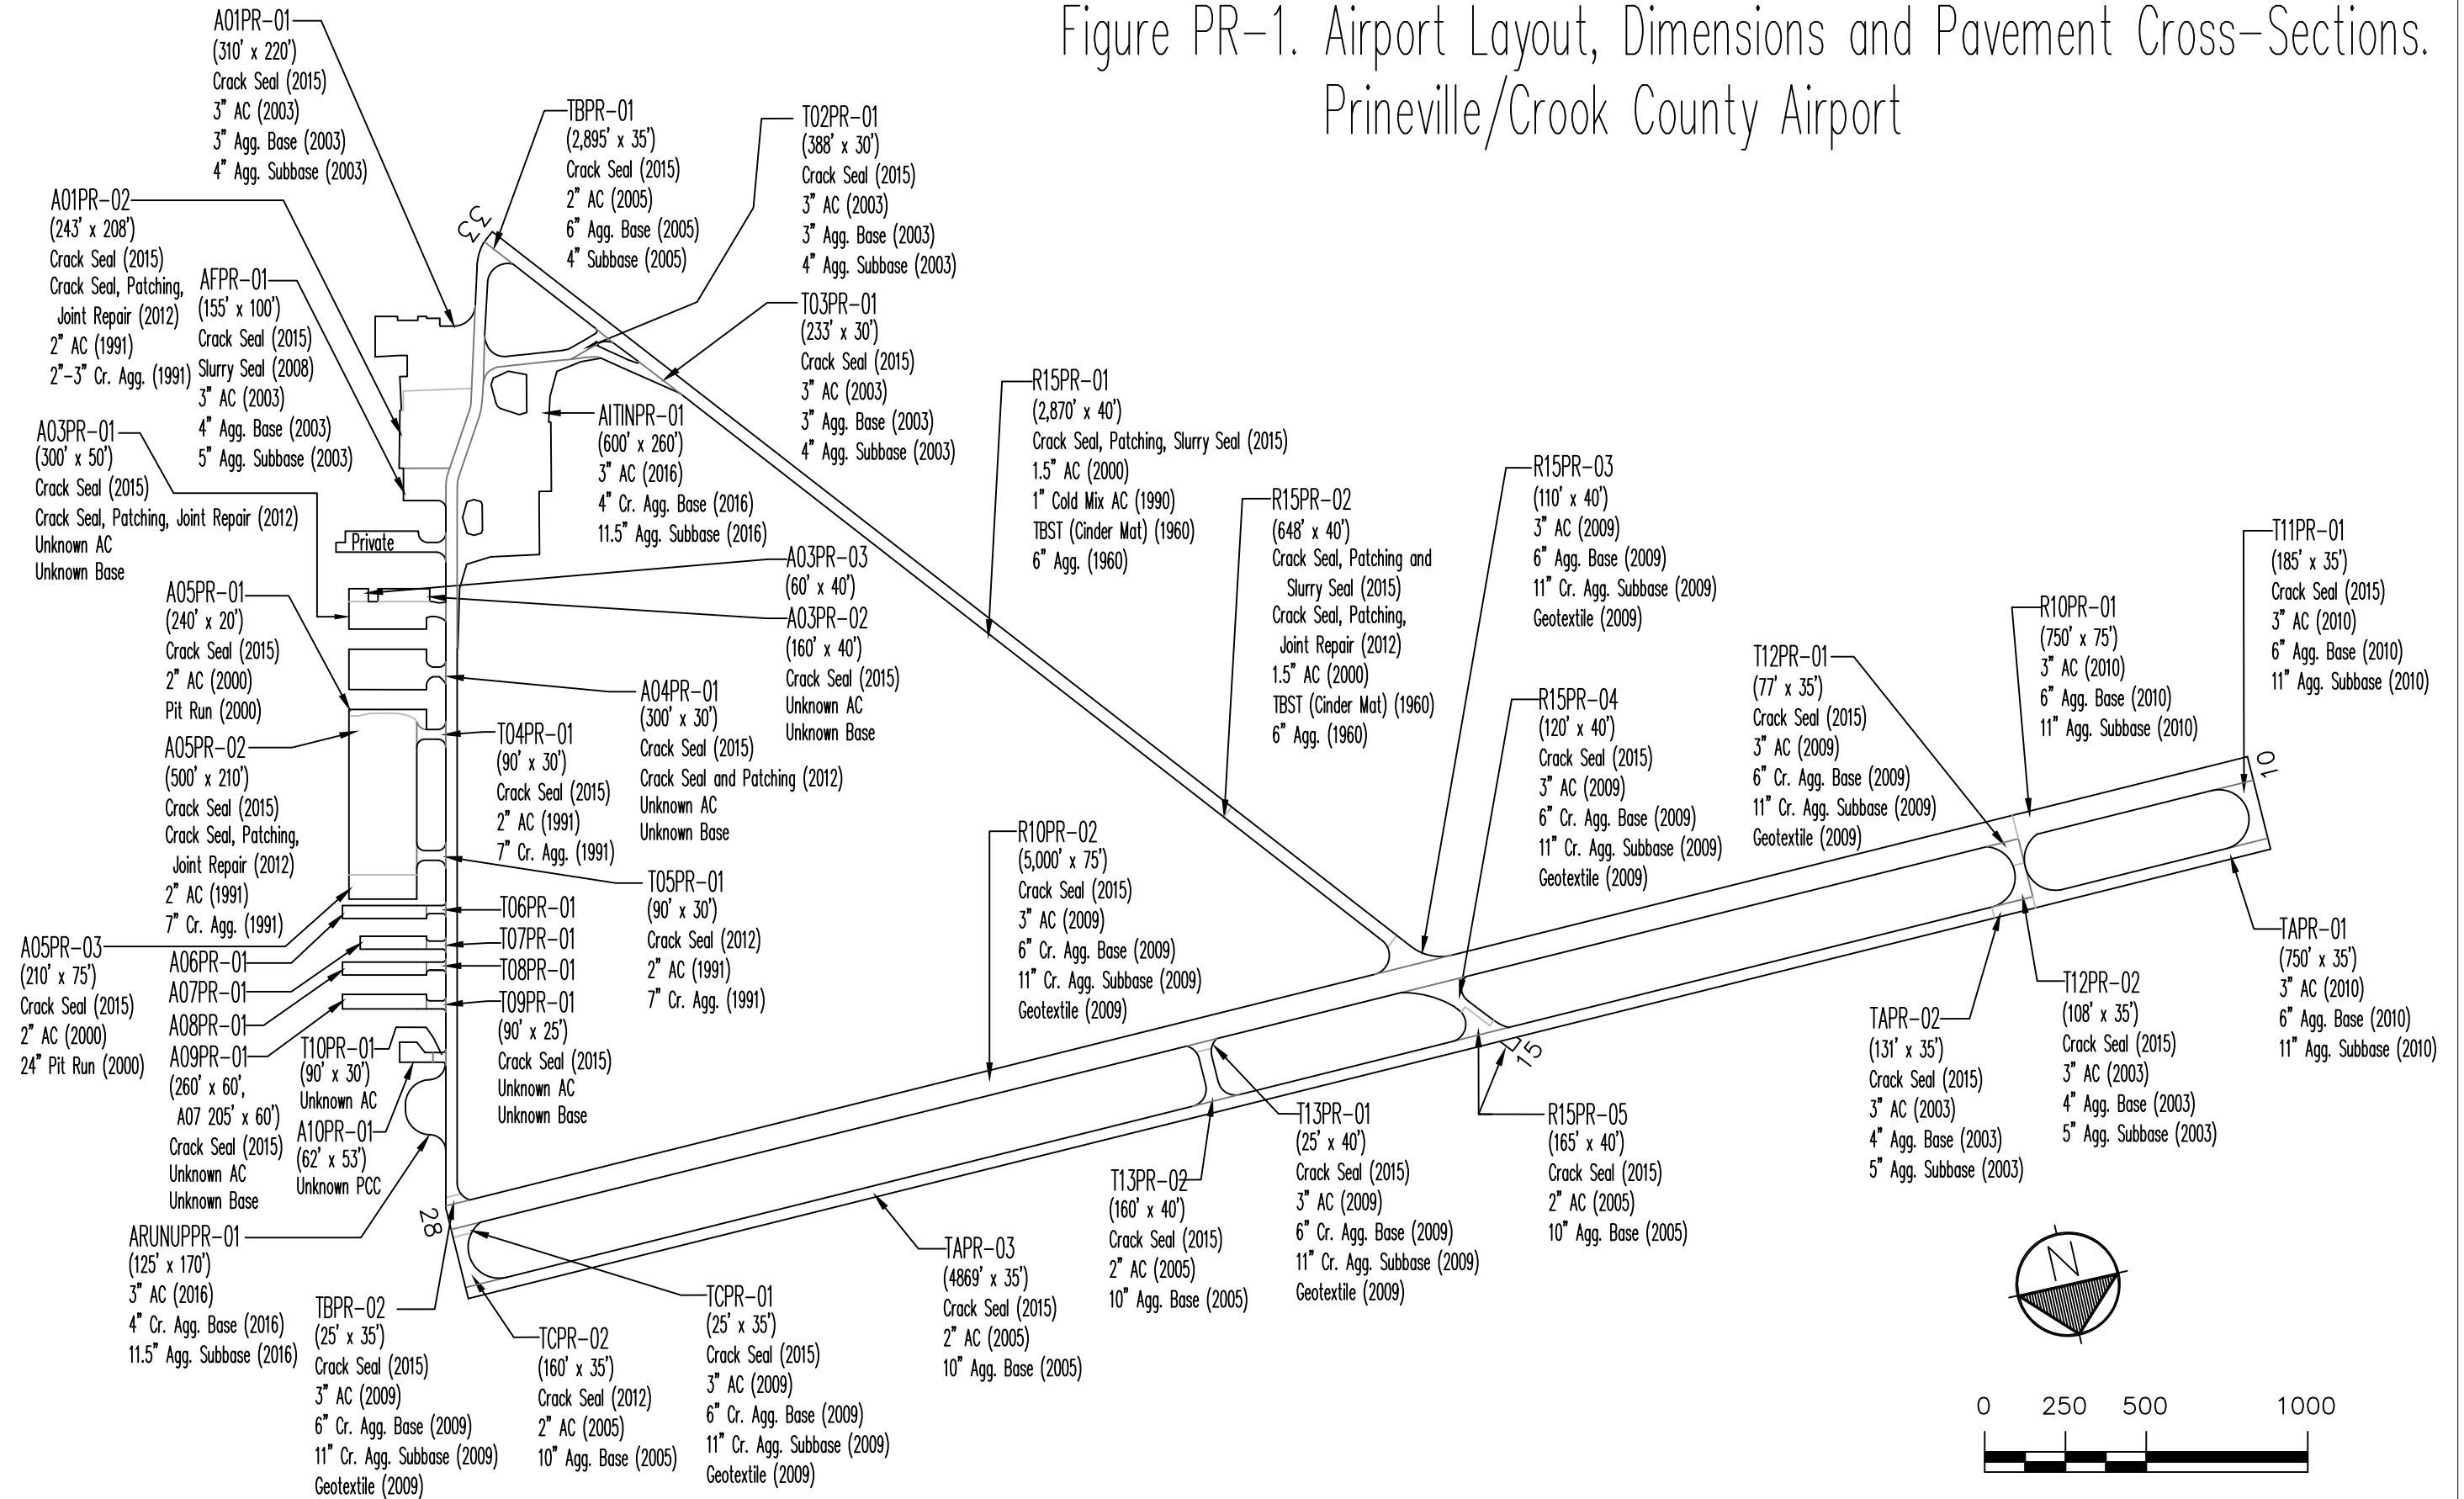 Figure PR-1. Airport Layout, Dimensions and Pavement Cross-Sections.
Prineville/Crook County Airport
A01PR-01
(310' x 220')
Crack Seal (2015)
3" AC (2003)
3" Agg. Base (2003)
4" Agg. Subbase (2003)
A01PR-02
(243' x 208')
Crack Seal (2015)
Crack Seal, Patching,
Joint Repair (2012)
2" AC (1991)
2"-3" Cr. Agg. (1991)
AFPR-01
(155' x 100')
Crack Seal (2015)
Slurry Seal (2008)
3" AC (2003)
4" Agg. Base (2003)
5" Agg. Subbase (2003)
A03PR-01
(300' x 50')
Crack Seal (2015)
Crack Seal, Patching, Joint Repair (2012)
Unknown AC
Unknown Base
33
TBPR-01
(2,895' x 35')
Crack Seal (2015)
2" AC (2005)
6" Agg. Base (2005)
4" Subbase (2005)
T02PR-01
(388' x 30')
Crack Seal (2015)
3" AC (2003)
3" Agg. Base (2003)
4" Agg. Subbase (2003)
T03PR-01
(233' x 30')
Crack Seal (2015)
3" AC (2003)
3" Agg. Base (2003)
4" Agg. Subbase (2003)
AITINPR-01
(600' x 260')
3" AC (2016)
4" Cr. Agg. Base (2016)
11.5" Agg. Subbase (2016)
Private
A03PR-03
(60' x 40')
A03PR-02
(160' x 40')
Crack Seal (2015)
Unknown AC
Unknown Base
A05PR-01
(240' x 20')
Crack Seal (2015)
2" AC (2000)
Pit Run (2000)
A05PR-02
(500' x 210')
Crack Seal (2015)
Crack Seal, Patching,
Joint Repair (2012)
2" AC (1991)
7" Cr. Agg. (1991)
A04PR-01
(300' x 30')
Crack Seal (2015)
Crack Seal and Patching (2012)
Unknown AC
Unknown Base
T04PR-01
(90' x 30')
Crack Seal (2015)
2" AC (1991)
7" Cr. Agg. (1991)
T05PR-01
(90' x 30')
Crack Seal (2012)
2" AC (1991)
7" Cr. Agg. (1991)
A05PR-03
(210' x 75')
Crack Seal (2015)
2" AC (2000)
24" Pit Run (2000)
A06PR-01
A07PR-01
A08PR-01
A09PR-01
(260' x 60',
A07 205' x 60')
Crack Seal (2015)
Unknown AC
Unknown Base
T06PR-01
T07PR-01
T08PR-01
T09PR-01
(90' x 25')
Crack Seal (2015)
Unknown AC
Unknown Base
T10PR-01
(90' x 30')
Unknown AC
A10PR-01
(62' x 53')
Unknown PCC
ARUNUPPR-01
(125' x 170')
3" AC (2016)
4" Cr. Agg. Base (2016)
11.5" Agg. Subbase (2016)
28
TBPR-02
(25' x 35')
Crack Seal (2015)
3" AC (2009)
6" Cr. Agg. Base (2009)
11" Cr. Agg. Subbase (2009)
Geotextile (2009)
TCPR-02
(160' x 35')
Crack Seal (2012)
2" AC (2005)
10" Agg. Base (2005)
TCPR-01
(25' x 35')
Crack Seal (2015)
3" AC (2009)
6" Cr. Agg. Base (2009)
11" Cr. Agg. Subbase (2009)
Geotextile (2009)
TAPR-03
(4869' x 35')
Crack Seal (2015)
2" AC (2005)
10" Agg. Base (2005)
R15PR-01
(2,870' x 40')
Crack Seal, Patching, Slurry Seal (2015)
1.5" AC (2000)
1" Cold Mix AC (1990)
TBST (Cinder Mat) (1960)
6" Agg. (1960)
R15PR-02
(648' x 40')
Crack Seal, Patching and
Slurry Seal (2015)
Crack Seal, Patching,
Joint Repair (2012)
1.5" AC (2000)
TBST (Cinder Mat) (1960)
6" Agg. (1960)
R15PR-03
(110' x 40')
3" AC (2009)
6" Agg. Base (2009)
11" Cr. Agg. Subbase (2009)
Geotextile (2009)
R15PR-04
(120' x 40')
Crack Seal (2015)
3" AC (2009)
6" Cr. Agg. Base (2009)
11" Cr. Agg. Subbase (2009)
Geotextile (2009)
R10PR-02
(5,000' x 75')
Crack Seal (2015)
3" AC (2009)
6" Cr. Agg. Base (2009)
11" Cr. Agg. Subbase (2009)
Geotextile (2009)
T12PR-01
(77' x 35')
Crack Seal (2015)
3" AC (2009)
6" Cr. Agg. Base (2009)
11" Cr. Agg. Subbase (2009)
Geotextile (2009)
R10PR-01
(750' x 75')
3" AC (2010)
6" Agg. Base (2010)
11" Agg. Subbase (2010)
T11PR-01
(185' x 35')
Crack Seal (2015)
3" AC (2010)
6" Agg. Base (2010)
11" Agg. Subbase (2010)
10
TAPR-01
(750' x 35')
3" AC (2010)
6" Agg. Base (2010)
11" Agg. Subbase (2010)
T12PR-02
(108' x 35')
Crack Seal (2015)
3" AC (2003)
4" Agg. Base (2003)
5" Agg. Subbase (2003)
TAPR-02
(131' x 35')
Crack Seal (2015)
3" AC (2003)
4" Agg. Base (2003)
5" Agg. Subbase (2003)
15
R15PR-05
(165' x 40')
Crack Seal (2015)
2" AC (2005)
10" Agg. Base (2005)
T13PR-01
(25' x 40')
Crack Seal (2015)
3" AC (2009)
6" Cr. Agg. Base (2009)
11" Cr. Agg. Subbase (2009)
Geotextile (2009)
T13PR-02
(160' x 40')
Crack Seal (2015)
2" AC (2005)
10" Agg. Base (2005)
N
0 250 500 1000